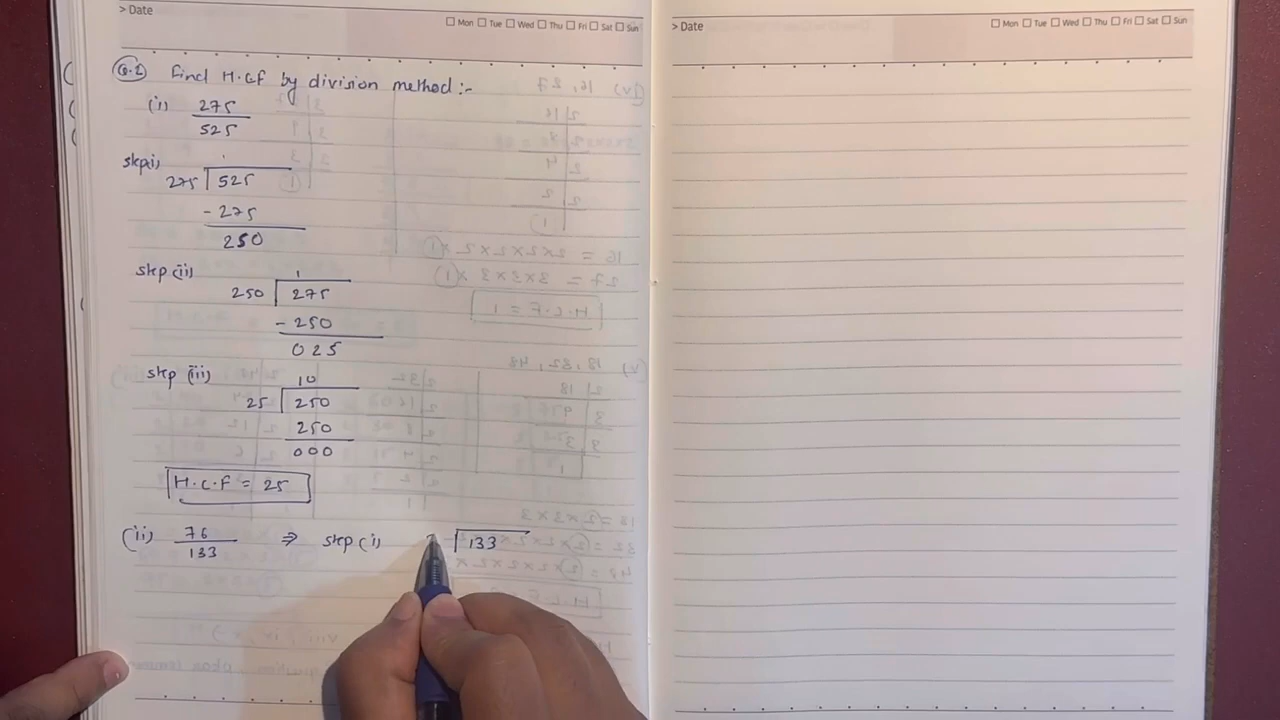 > Date
Mon Tue Wed Thu Fri Sat Sun
Q.1 Find H.C.F by division method :-
(i) 275
525
step(i) 1
275 525
- 275
250
step (ii) 1
250 275
- 250
025
step (iii) 10
25 250
250
000
H.C.F = 25
(ii) 76
133
⇒ step (i) 133
> Date
Mon Tue Wed Thu Fri Sat Sun